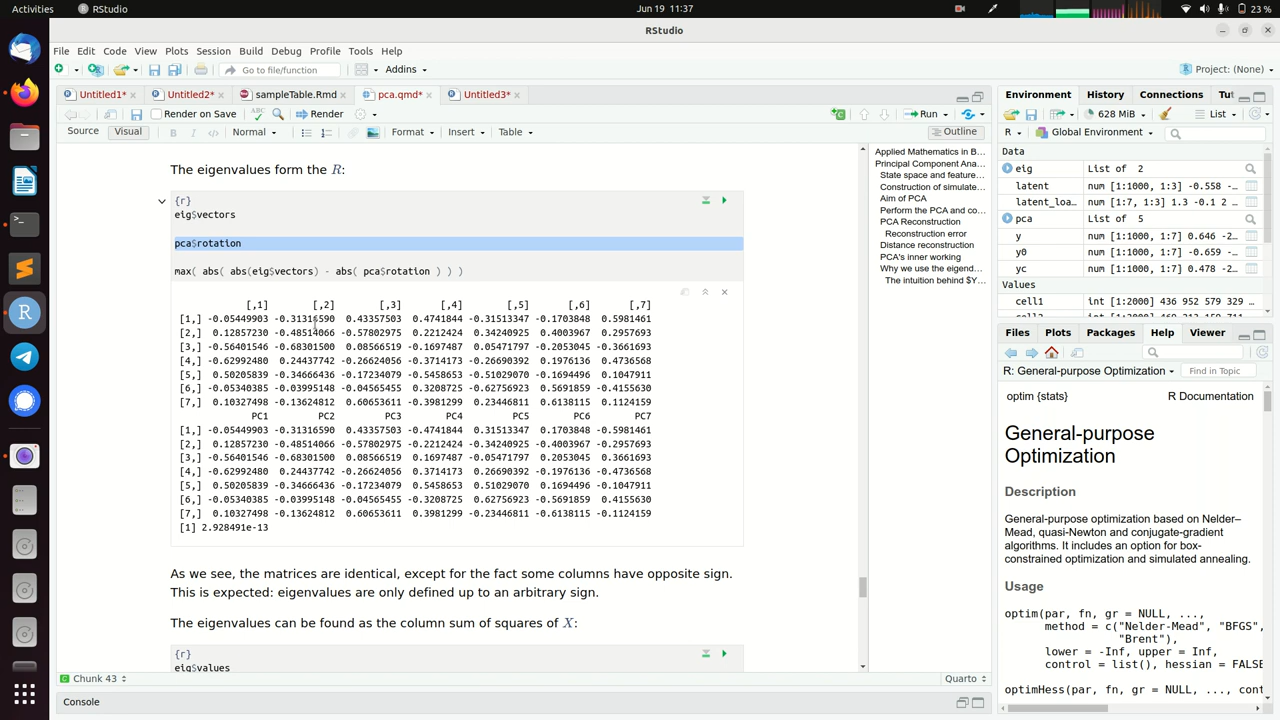 Activities RStudio Jun 19 11:37 23 %
RStudio
File Edit Code View Plots Session Build Debug Profile Tools Help
Go to file/function Addins Project: (None)
Untitled1* Untitled2* sampleTable.Rmd pca.qmd* Untitled3*
Render on Save ABC Render Run
Source Visual B I Normal Format Insert Table Outline
The eigenvalues form the R:
{r}
eig$vectors
pca$rotation
max( abs( abs(eig$vectors) - abs( pca$rotation ) ) )
[,1] [,2] [,3] [,4] [,5] [,6] [,7]
[1,] -0.05449903 -0.31316590 0.43357503 0.4741844 -0.31513347 -0.1703848 0.5981461
[2,] 0.12857230 -0.48514066 -0.57802975 0.2212424 0.34240925 0.4003967 0.2957693
[3,] -0.56401546 -0.68301500 0.08566519 -0.1697487 0.05471797 -0.2053045 -0.3661693
[4,] -0.62992480 0.24437742 -0.26624056 -0.3714173 -0.26690392 0.1976136 0.4736568
[5,] 0.50205839 -0.34666436 -0.17234079 -0.5458653 -0.51029070 -0.1694496 0.1047911
[6,] -0.05340385 -0.03995148 -0.04565455 0.3208725 -0.62756923 0.5691859 -0.4155630
[7,] 0.10327498 -0.13624812 0.60653611 -0.3981299 0.23446811 0.6138115 0.1124159
PC1 PC2 PC3 PC4 PC5 PC6 PC7
[1,] -0.05449903 -0.31316590 0.43357503 -0.4741844 0.31513347 0.1703848 -0.5981461
[2,] 0.12857230 -0.48514066 -0.57802975 -0.2212424 -0.34240925 -0.4003967 -0.2957693
[3,] -0.56401546 -0.68301500 0.08566519 0.1697487 -0.05471797 0.2053045 0.3661693
[4,] -0.62992480 0.24437742 -0.26624056 0.3714173 0.26690392 -0.1976136 -0.4736568
[5,] 0.50205839 -0.34666436 -0.17234079 0.5458653 0.51029070 0.1694496 -0.1047911
[6,] -0.05340385 -0.03995148 -0.04565455 -0.3208725 0.62756923 -0.5691859 0.4155630
[7,] 0.10327498 -0.13624812 0.60653611 0.3981299 -0.23446811 -0.6138115 -0.1124159
[1] 2.928491e-13
As we see, the matrices are identical, except for the fact some columns have opposite sign.
This is expected: eigenvalues are only defined up to an arbitrary sign.
The eigenvalues can be found as the column sum of squares of X:
{r}
eig$values
Chunk 43 Quarto
Console
Applied Mathematics in B...
Principal Component Ana...
State space and feature...
Construction of simulate...
Aim of PCA
Perform the PCA and co...
PCA Reconstruction
Reconstruction error
Distance reconstruction
PCA's inner working
Why we use the eigend...
The intuition behind $Y...
Environment History Connections Tut
628 MiB List
R Global Environment
Data
eig List of 2
latent num [1:1000, 1:3] -0.558 -...
latent_loa... num [1:7, 1:3] 1.3 -0.1 2 ...
pca List of 5
y num [1:1000, 1:7] 0.646 -2...
y0 num [1:1000, 1:7] -0.659 -...
yc num [1:1000, 1:7] 0.478 -2...
Values
cell1 int [1:2000] 436 952 579 329 ...
Files Plots Packages Help Viewer
R: General-purpose Optimization Find in Topic
optim {stats} R Documentation
General-purpose
Optimization
Description
General-purpose optimization based on Nelder–
Mead, quasi-Newton and conjugate-gradient
algorithms. It includes an option for box-
constrained optimization and simulated annealing.
Usage
optim(par, fn, gr = NULL, ...,
method = c("Nelder-Mead", "BFGS
"Brent"),
lower = -Inf, upper = Inf,
control = list(), hessian = FALSE
optimHess(par, fn, gr = NULL, ..., cont